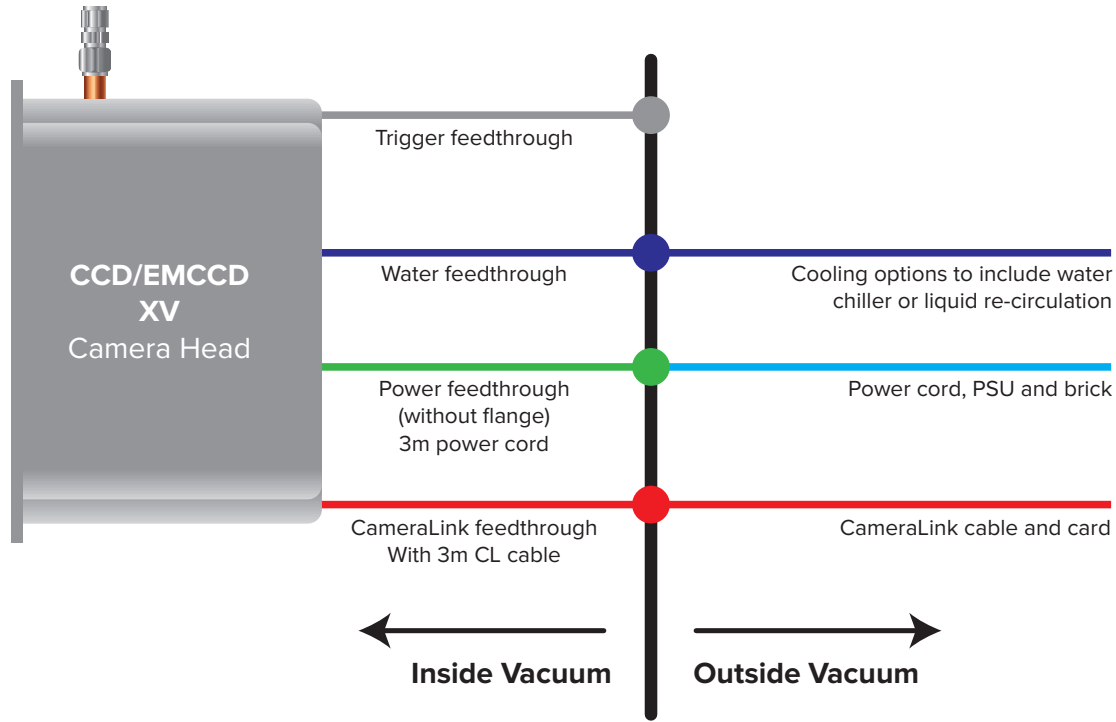 Trigger feedthrough
CCD/EMCCD
XV
Camera Head
Water feedthrough
Cooling options to include water
chiller or liquid re-circulation
Power feedthrough
(without flange)
3m power cord
Power cord, PSU and brick
CameraLink feedthrough
With 3m CL cable
CameraLink cable and card
Inside Vacuum
Outside Vacuum